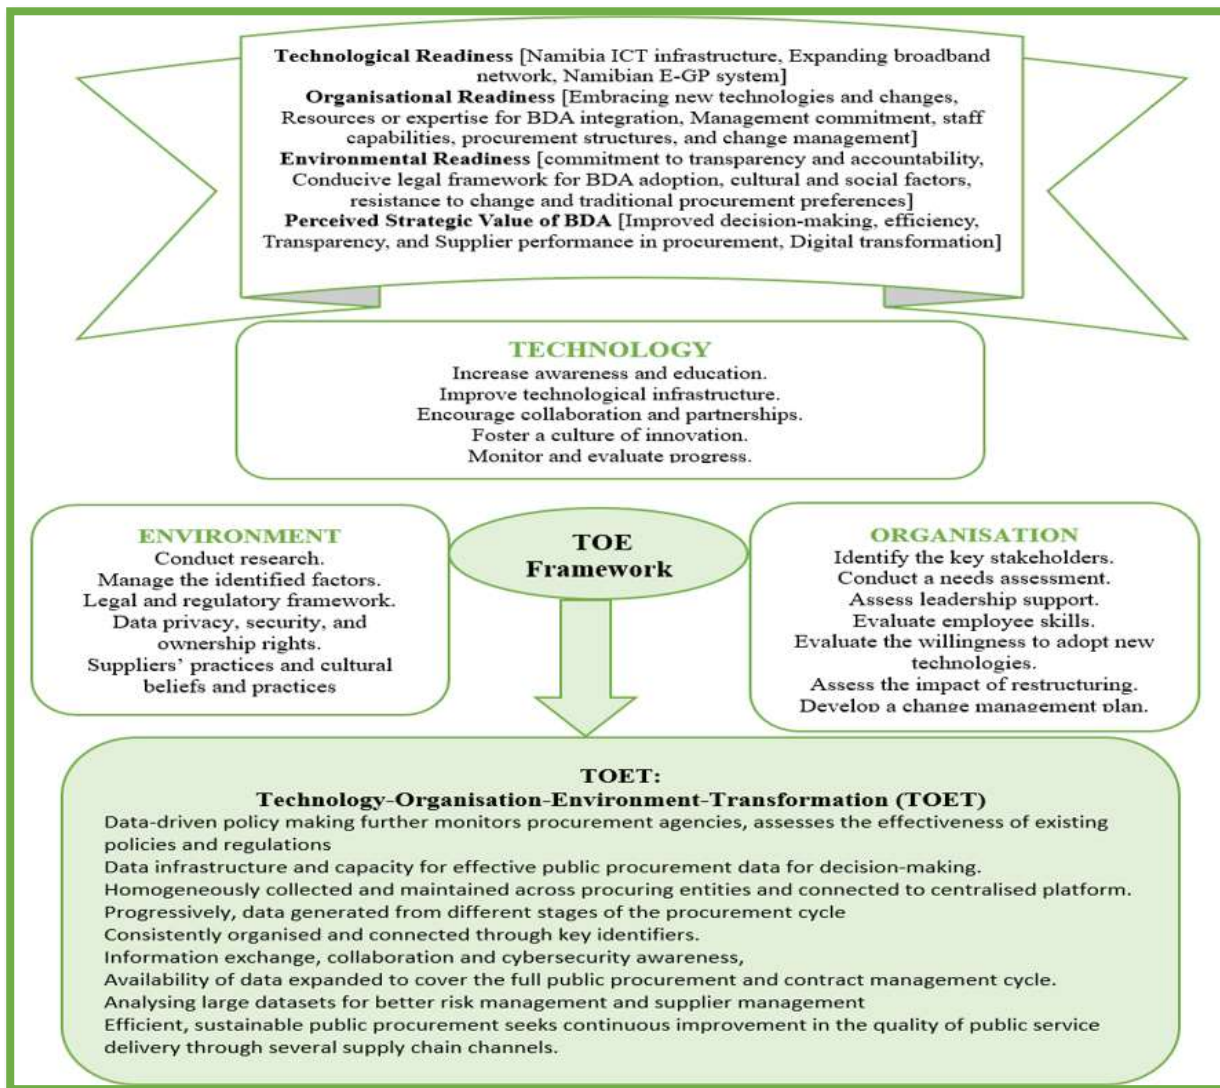 Technological Readiness [Namibia ICT infrastructure, Expanding broadband
network, Namibian E-GP system]
Organisational Readiness [Embracing new technologies and changes,
Resources or expertise for BDA integration, Management commitment, staff
capabilities, procurement structures, and change management]
Environmental Readiness [commitment to transparency and accountability,
Conducive legal framework for BDA adoption, cultural and social factors,
resistance to change and traditional procurement preferences]
Perceived Strategic Value of BDA [Improved decision-making, efficiency,
Transparency, and Supplier performance in procurement, Digital transformation]
TECHNOLOGY
Increase awareness and education.
Improve technological infrastructure.
Encourage collaboration and partnerships.
Foster a culture of innovation.
Monitor and evaluate progress.
ENVIRONMENT
Conduct research.
Manage the identified factors.
Legal and regulatory framework.
Data privacy, security, and
ownership rights.
Suppliers' practices and cultural
beliefs and practices
TOE
Framework
ORGANISATION
Identify the key stakeholders.
Conduct a needs assessment.
Assess leadership support.
Evaluate employee skills.
Evaluate the willingness to adopt new
technologies.
Assess the impact of restructuring.
Develop a change management plan.
TOET:
Technology-Organisation-Environment-Transformation (TOET)
Data-driven policy making further monitors procurement agencies, assesses the effectiveness of existing
policies and regulations
Data infrastructure and capacity for effective public procurement data for decision-making.
Homogeneously collected and maintained across procuring entities and connected to centralised platform.
Progressively, data generated from different stages of the procurement cycle
Consistently organised and connected through key identifiers.
Information exchange, collaboration and cybersecurity awareness,
Availability of data expanded to cover the full public procurement and contract management cycle.
Analysing large datasets for better risk management and supplier management
Efficient, sustainable public procurement seeks continuous improvement in the quality of public service
delivery through several supply chain channels.